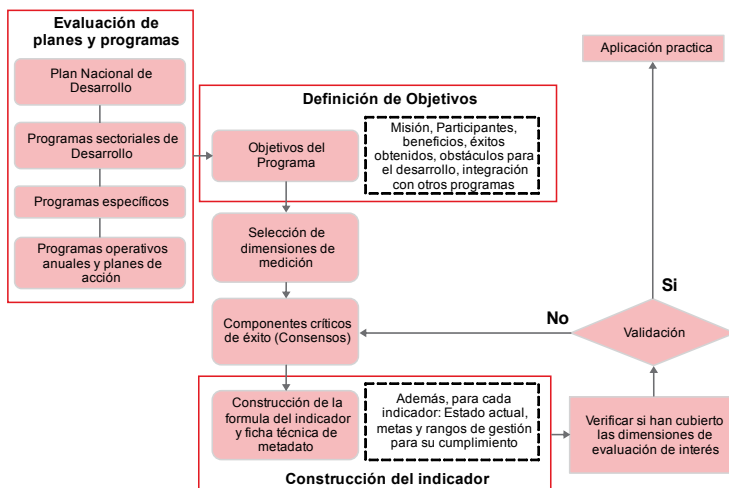 Evaluación de
planes y programas
Plan Nacional de
Desarrollo
Programas sectoriales de
Desarrollo
Programas específicos
Programas operativos
anuales y planes de
acción
Definición de Objetivos
Objetivos del
Programa
Misión, Participantes,
beneficios, éxitos
obtenidos, obstáculos para
el desarrollo, integración
con otros programas
Selección de
dimensiones de
medición
Componentes críticos
de éxito (Consensos)
Construcción de la
formula del indicador
y ficha técnica de
metadato
Además, para cada
indicador: Estado actual,
metas y rangos de gestión
para su cumplimiento
Construcción del indicador
Verificar si han cubierto
las dimensiones de
evaluación de interés
Validación
No
Si
Aplicación practica